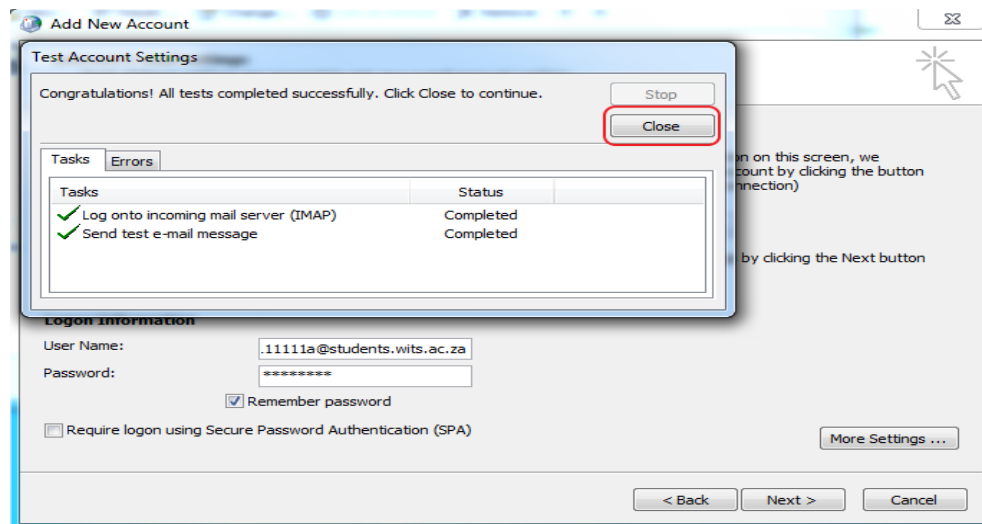 Add New Account
Test Account Settings
Congratulations! All tests completed successfully. Click Close to continue.
Stop
Close
Tasks
Errors
Tasks Status
Log onto incoming mail server (IMAP) Completed
Send test e-mail message Completed
on on this screen, we
count by clicking the button
nnection)
by clicking the Next button
Logon Information
User Name: .11111a@students.wits.ac.za
Password: ********
Remember password
Require logon using Secure Password Authentication (SPA)
More Settings ...
< Back Next > Cancel